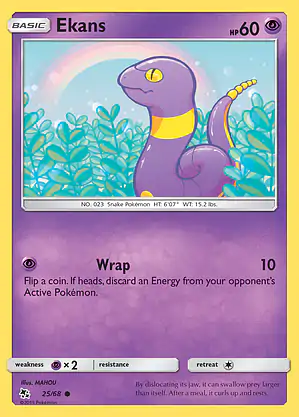 BASIC Ekans HP60
NO. 023 Snake Pokémon HT: 6'07" WT: 15.2 lbs.
Wrap 10
Flip a coin. If heads, discard an Energy from your opponent's
Active Pokémon.
weakness ×2 resistance retreat
Illus. MAHOU
25/68
©2019 Pokémon
By dislocating its jaw, it can swallow prey larger
than itself. After a meal, it curls up and rests.